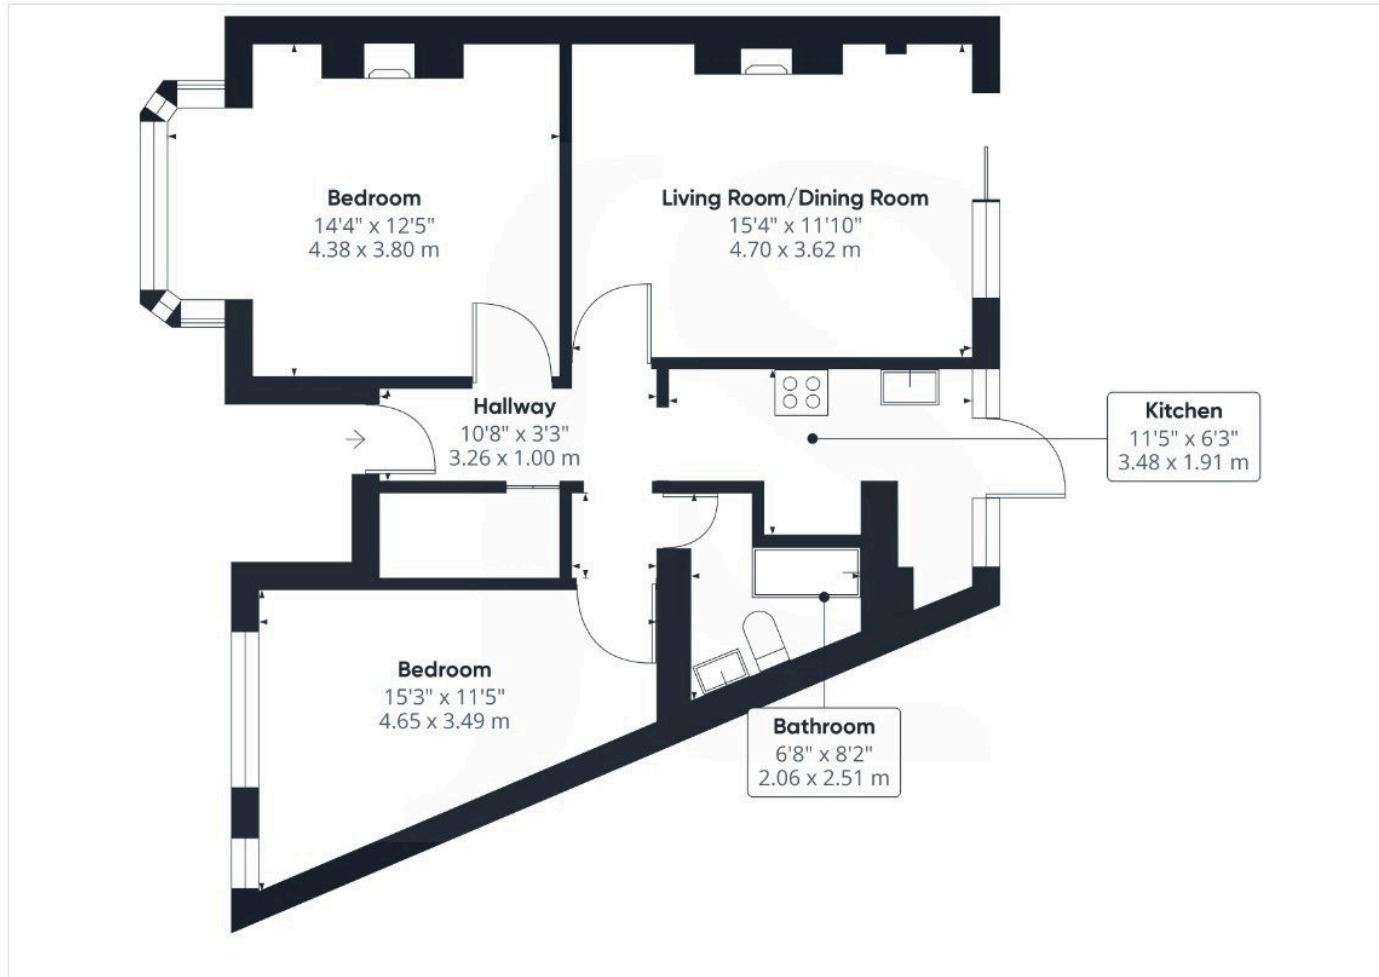 Bedroom
14'4" x 12'5"
4.38 x 3.80 m
Living Room/Dining Room
15'4" x 11'10"
4.70 x 3.62 m
Hallway
10'8" x 3'3"
3.26 x 1.00 m
Kitchen
11'5" x 6'3"
3.48 x 1.91 m
Bedroom
15'3" x 11'5"
4.65 x 3.49 m
Bathroom
6'8" x 8'2"
2.06 x 2.51 m